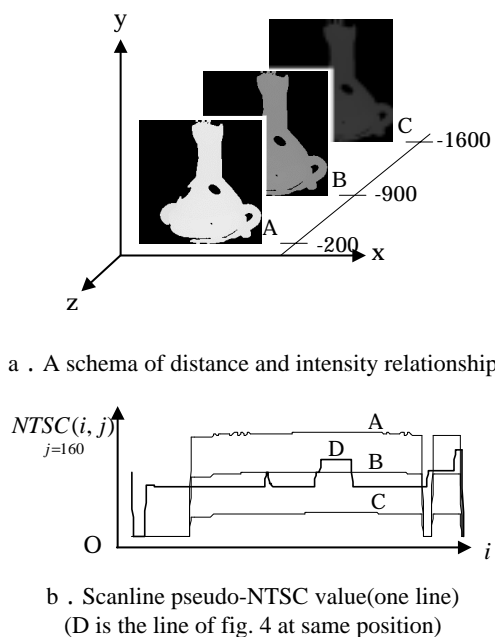 y
C
-1600
B
-900
A
-200
x
z
a . A schema of distance and intensity relationship
NTSC(i, j)
j=160
A
D
B
C
O
i
b . Scanline pseudo-NTSC value(one line)
(D is the line of fig. 4 at same position)